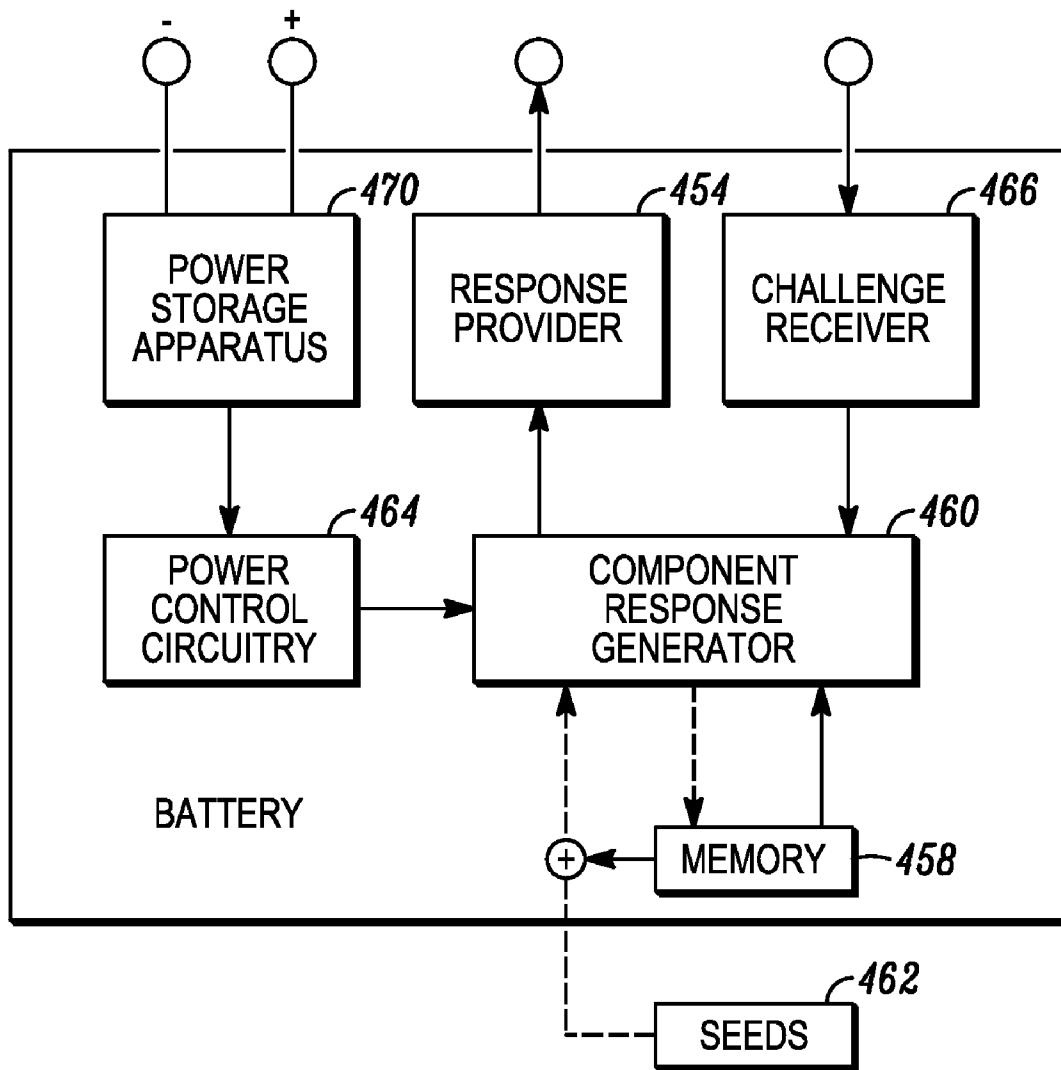 - +
470 454 466
POWER
STORAGE
APPARATUS
RESPONSE
PROVIDER
CHALLENGE
RECEIVER
464 460
POWER
CONTROL
CIRCUITRY
COMPONENT
RESPONSE
GENERATOR
BATTERY
+
MEMORY
458
462
SEEDS